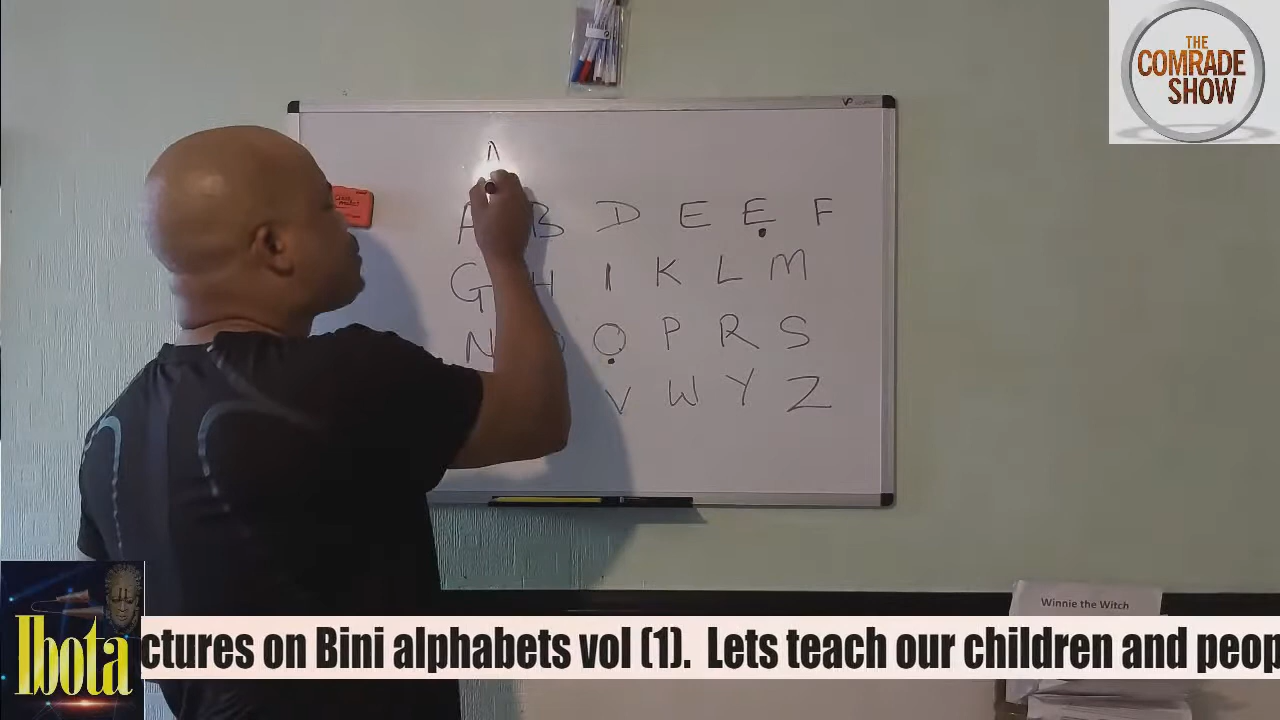 THE
COMRADE
SHOW
A
A B D E Ẹ F
G H I K L M
N O Ọ P R S
V W Y Z
Winnie the Witch
Ibota
ctures on Bini alphabets vol (1). Lets teach our children and peop